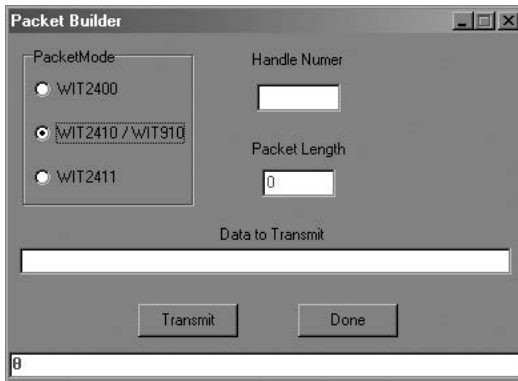 Packet Builder
PacketMode
WIT2400
WIT2410 / WIT910
WIT2411
Handle Numer
Packet Length
0
Data to Transmit
Transmit
Done